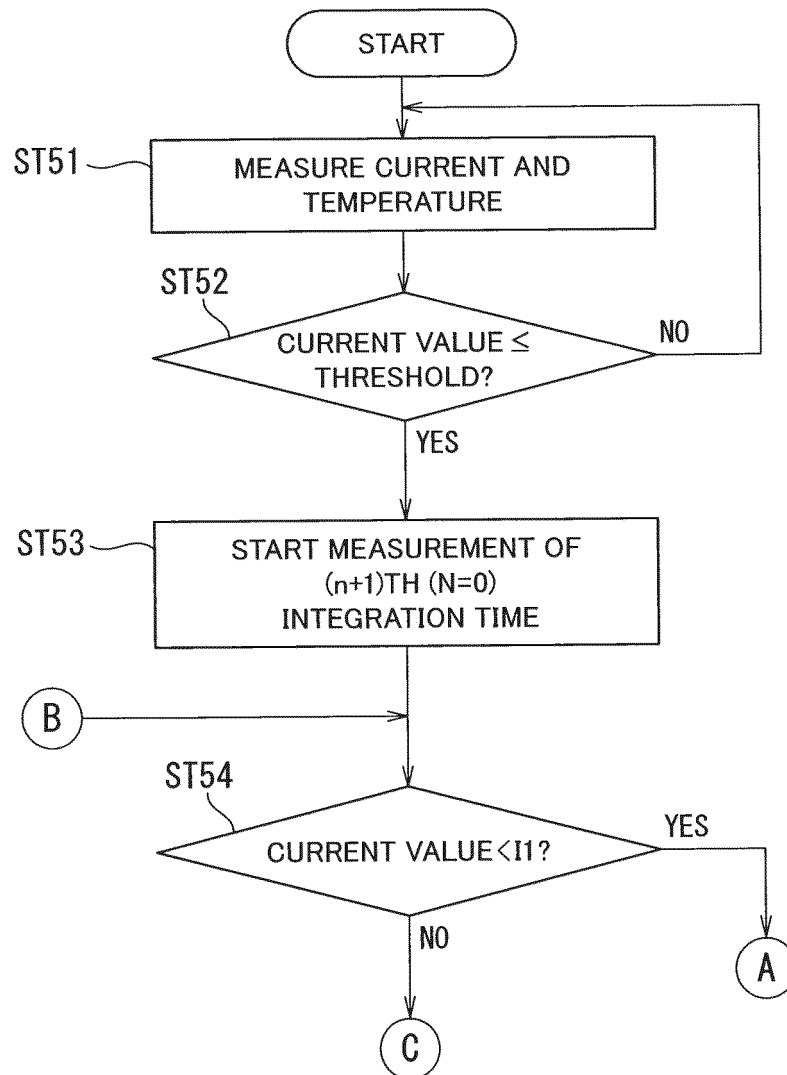 START
ST51
MEASURE CURRENT AND
TEMPERATURE
ST52
CURRENT VALUE ≤
THRESHOLD?
NO
YES
ST53
START MEASUREMENT OF
(n+1)TH (N=0)
INTEGRATION TIME
B
ST54
CURRENT VALUE<I1?
YES
NO
A
C